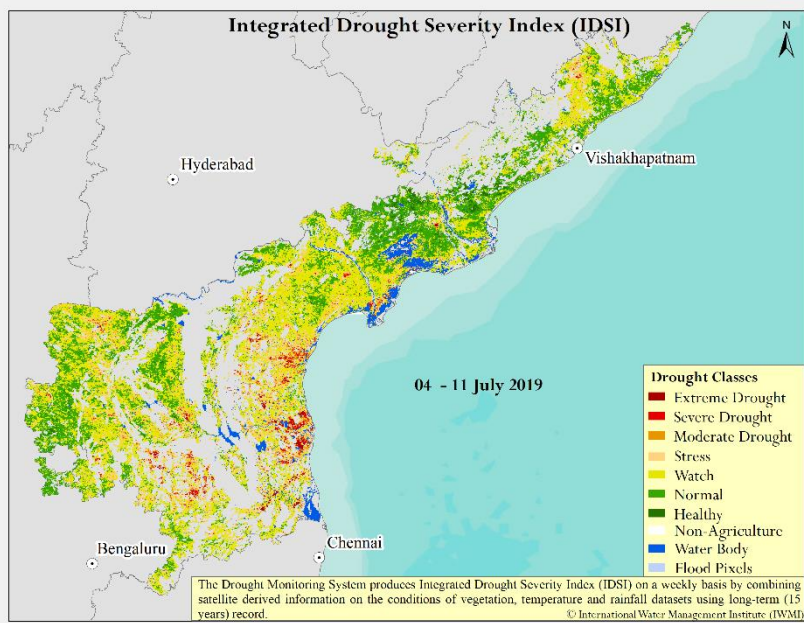 Integrated Drought Severity Index (IDSI)
N
Hyderabad
Vishakhapatnam
04 - 11 July 2019
Drought Classes
Extreme Drought
Severe Drought
Moderate Drought
Stress
Watch
Normal
Healthy
Non-Agriculture
Water Body
Flood Pixels
Bengaluru
Chennai
The Drought Monitoring System produces Integrated Drought Severity Index (IDSI) on a weekly basis by combining
satellite derived information on the conditions of vegetation, temperature and rainfall datasets using long-term (15
years) record.
© International Water Management Institute (IWMI)